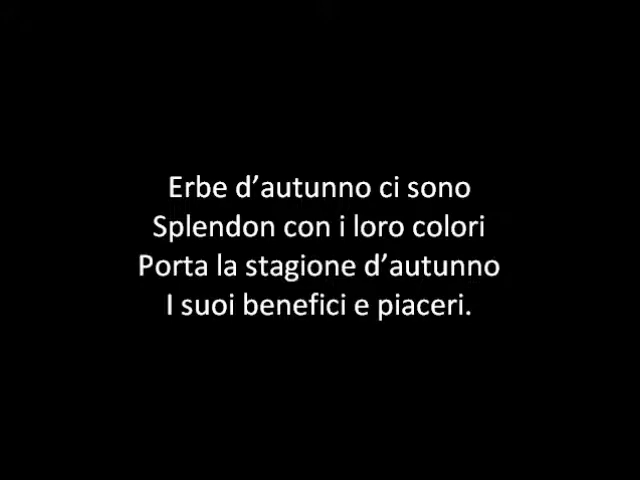 Erbe d’autunno ci sono
Splendon con i loro colori
Porta la stagione d’autunno
I suoi benefici e piaceri.